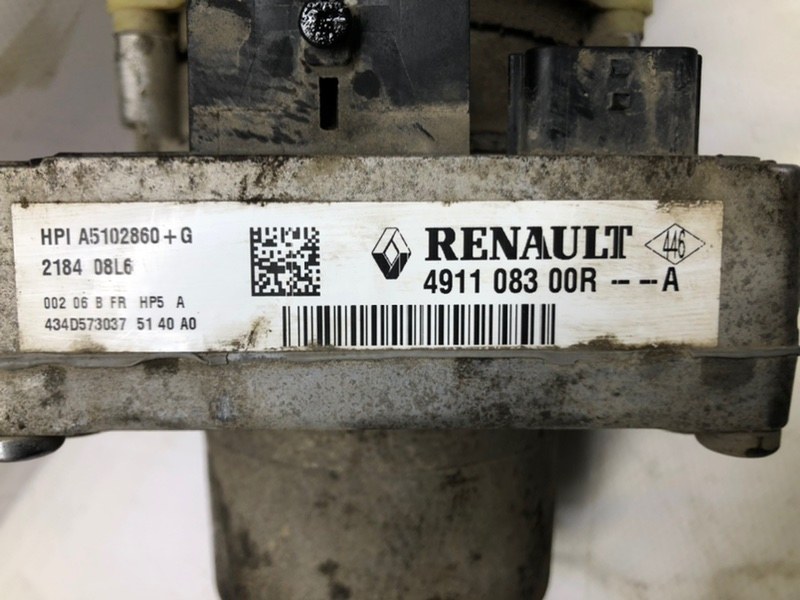 HPI A5102860+G
2184 08L6
002 06 B FR HP5 A
434D573037 51 40 A0
RENAULT
446
4911 083 00R -- -- A